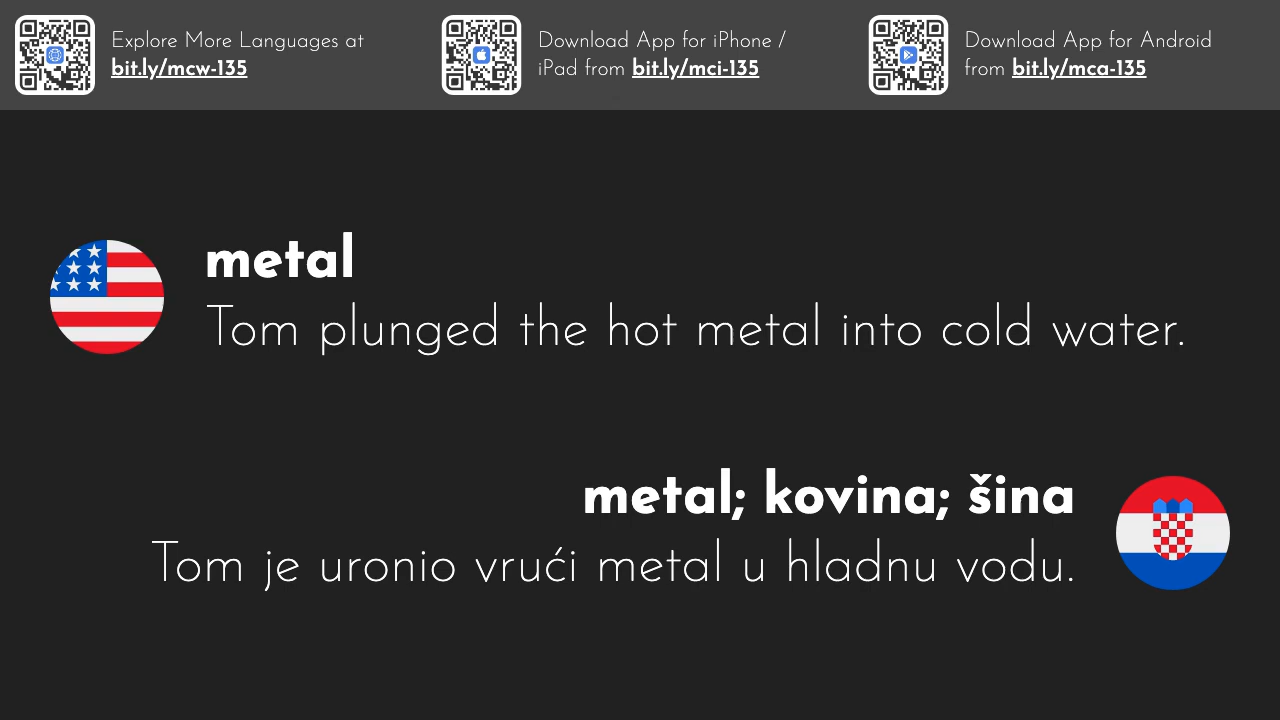 Explore More Languages at
bit.ly/mcw-135
Download App for iPhone /
iPad from bit.ly/mci-135
Download App for Android
from bit.ly/mca-135
metal
Tom plunged the hot metal into cold water.
metal; kovina; šina
Tom je uronio vrući metal u hladnu vodu.